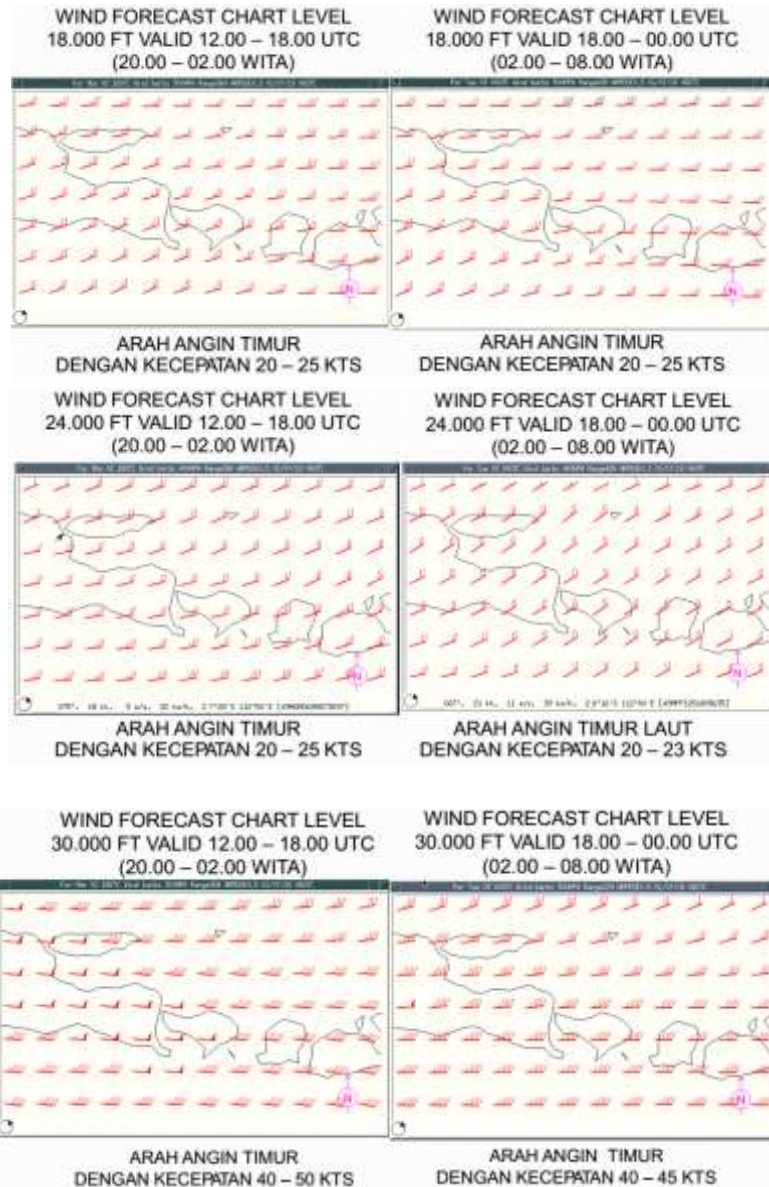 WIND FORECAST CHART LEVEL
18.000 FT VALID 12.00 – 18.00 UTC
(20.00 – 02.00 WITA)
WIND FORECAST CHART LEVEL
18.000 FT VALID 18.00 – 00.00 UTC
(02.00 – 08.00 WITA)
N
N
ARAH ANGIN TIMUR
DENGAN KECEPATAN 20 – 25 KTS
ARAH ANGIN TIMUR
DENGAN KECEPATAN 20 – 25 KTS
WIND FORECAST CHART LEVEL
24.000 FT VALID 12.00 – 18.00 UTC
(20.00 – 02.00 WITA)
WIND FORECAST CHART LEVEL
24.000 FT VALID 18.00 – 00.00 UTC
(02.00 – 08.00 WITA)
N
N
ARAH ANGIN TIMUR
DENGAN KECEPATAN 20 – 25 KTS
ARAH ANGIN TIMUR LAUT
DENGAN KECEPATAN 20 – 23 KTS
WIND FORECAST CHART LEVEL
30.000 FT VALID 12.00 – 18.00 UTC
(20.00 – 02.00 WITA)
WIND FORECAST CHART LEVEL
30.000 FT VALID 18.00 – 00.00 UTC
(02.00 – 08.00 WITA)
N
N
ARAH ANGIN TIMUR
DENGAN KECEPATAN 40 – 50 KTS
ARAH ANGIN TIMUR
DENGAN KECEPATAN 40 – 45 KTS